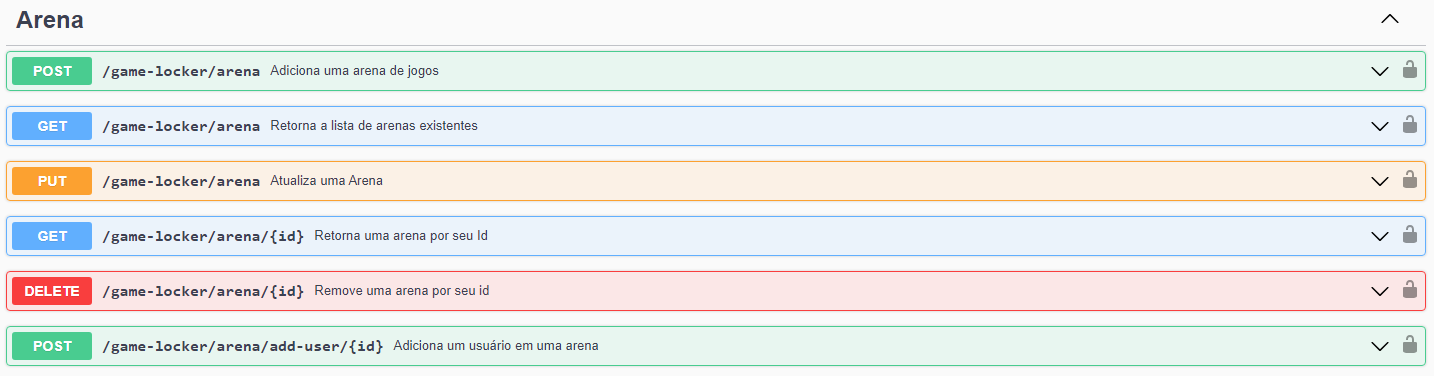 Arena
POST /game-locker/arena Adiciona uma arena de jogos
GET /game-locker/arena Retorna a lista de arenas existentes
PUT /game-locker/arena Atualiza uma Arena
GET /game-locker/arena/{id} Retorna uma arena por seu Id
DELETE /game-locker/arena/{id} Remove uma arena por seu id
POST /game-locker/arena/add-user/{id} Adiciona um usuário em uma arena